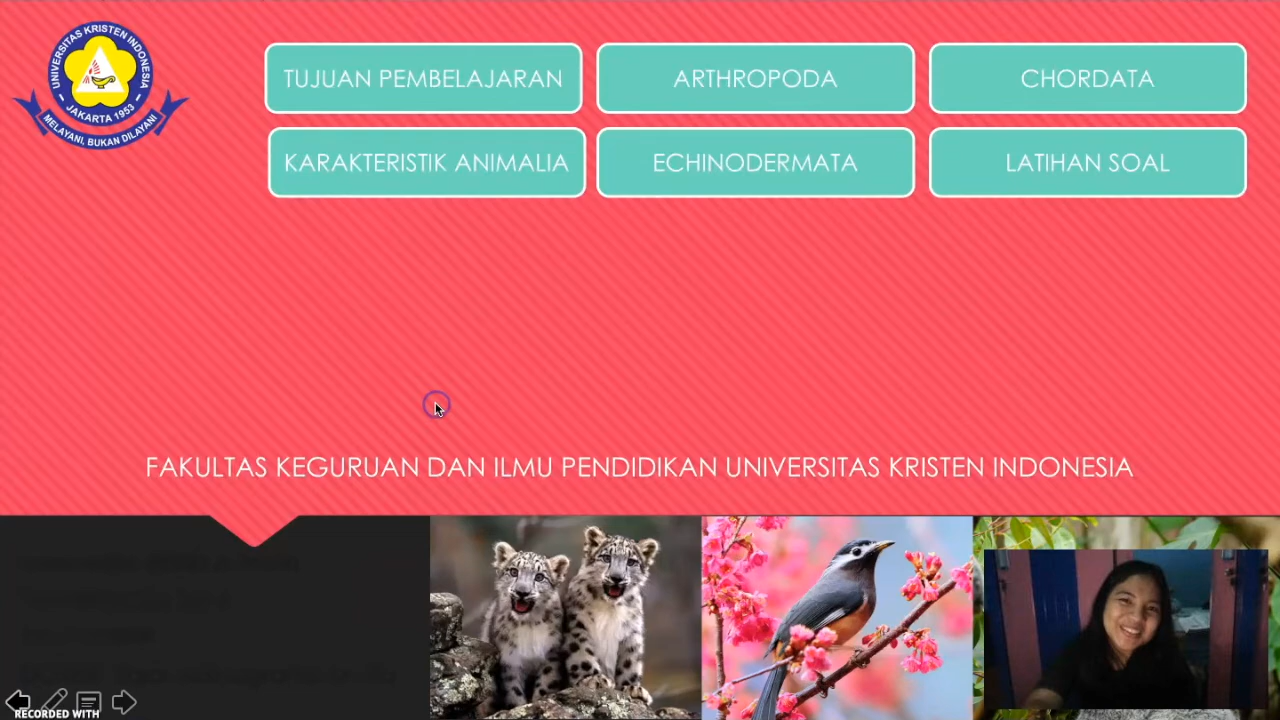 UNIVERSITAS KRISTEN INDONESIA
JAKARTA 1953
MELAYANI, BUKAN DILAYANI
TUJUAN PEMBELAJARAN
ARTHROPODA
CHORDATA
KARAKTERISTIK ANIMALIA
ECHINODERMATA
LATIHAN SOAL
FAKULTAS KEGURUAN DAN ILMU PENDIDIKAN UNIVERSITAS KRISTEN INDONESIA
RECORDED WITH